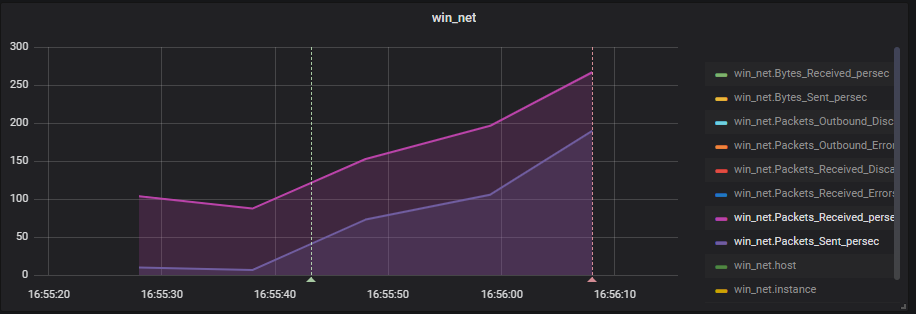 win_net
300
250
200
150
100
50
0
16:55:20 16:55:30 16:55:40 16:55:50 16:56:00 16:56:10
win_net.Bytes_Received_persec
win_net.Bytes_Sent_persec
win_net.Packets_Outbound_Disc
win_net.Packets_Outbound_Error
win_net.Packets_Received_Disca
win_net.Packets_Received_Errors
win_net.Packets_Received_perse
win_net.Packets_Sent_persec
win_net.host
win_net.instance